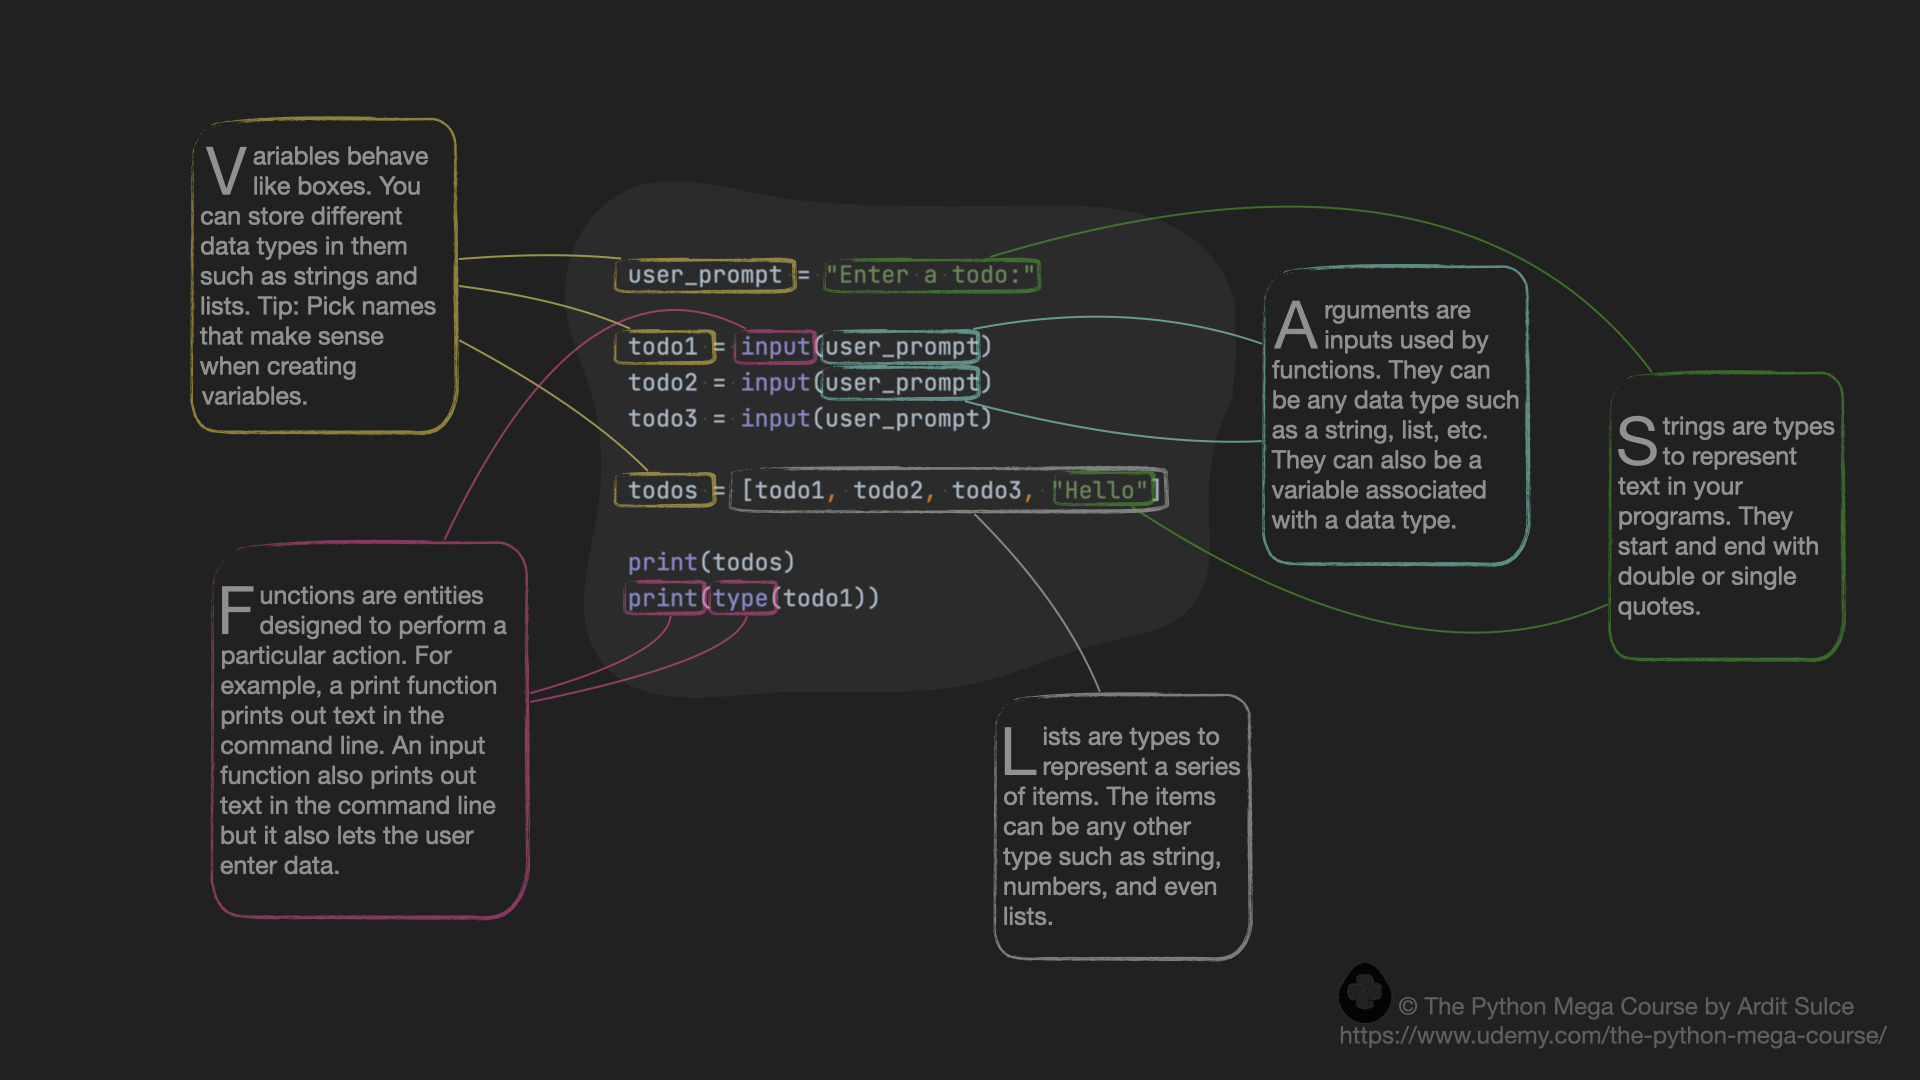 Variables behave
like boxes. You
can store different
data types in them
such as strings and
lists. Tip: Pick names
that make sense
when creating
variables.
user_prompt = "Enter a todo:"
todo1 = input(user_prompt)
todo2 = input(user_prompt)
todo3 = input(user_prompt)
todos = [todo1, todo2, todo3, "Hello"]
print(todos)
print(type(todo1))
Arguments are
inputs used by
functions. They can
be any data type such
as a string, list, etc.
They can also be a
variable associated
with a data type.
Strings are types
to represent
text in your
programs. They
start and end with
double or single
quotes.
Functions are entities
designed to perform a
particular action. For
example, a print function
prints out text in the
command line. An input
function also prints out
text in the command line
but it also lets the user
enter data.
Lists are types to
represent a series
of items. The items
can be any other
type such as string,
numbers, and even
lists.
© The Python Mega Course by Ardit Sulce
https://www.udemy.com/the-python-mega-course/